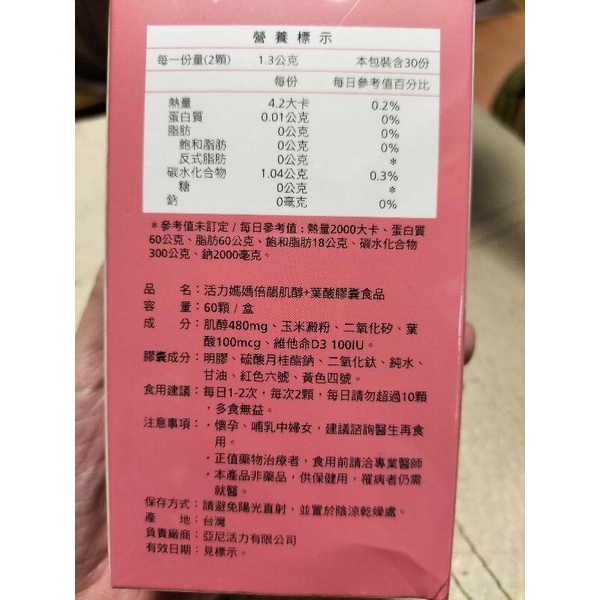 營養標示
每一份量(2顆) 1.3公克 本包裝含30份
每份 每日參考值百分比
熱量 4.2大卡 0.2%
蛋白質 0.01公克 0%
脂肪 0公克 0%
飽和脂肪 0公克 0%
反式脂肪 0公克 *
碳水化合物 1.04公克 0.3%
糖 0公克 *
鈉 0毫克 0%
*參考值未訂定/每日參考值:熱量2000大卡、蛋白質
60公克、脂肪60公克、飽和脂肪18公克、碳水化合物
300公克、鈉2000毫克。
品名:活力媽媽倍韻肌醇+葉酸膠囊食品
容量:60顆/盒
成分:肌醇480mg、玉米澱粉、二氧化矽、葉
酸100mcg、維他命D3 100IU。
膠囊成分:明膠、硫酸月桂酯鈉、二氧化鈦、純水、
甘油、紅色六號、黃色四號。
食用建議:每日1-2次,每次2顆,每日請勿超過10顆
,多食無益。
注意事項:·懷孕、哺乳中婦女,建議諮詢醫生再食
用。
·正值藥物治療者,食用前請洽專業醫師
·本產品非藥品,供保健用,罹病者仍需
就醫。
保存方式:請避免陽光直射,並置於陰涼乾燥處。
產地:台灣
負責廠商:亞尼活力有限公司
有效日期:見標示。